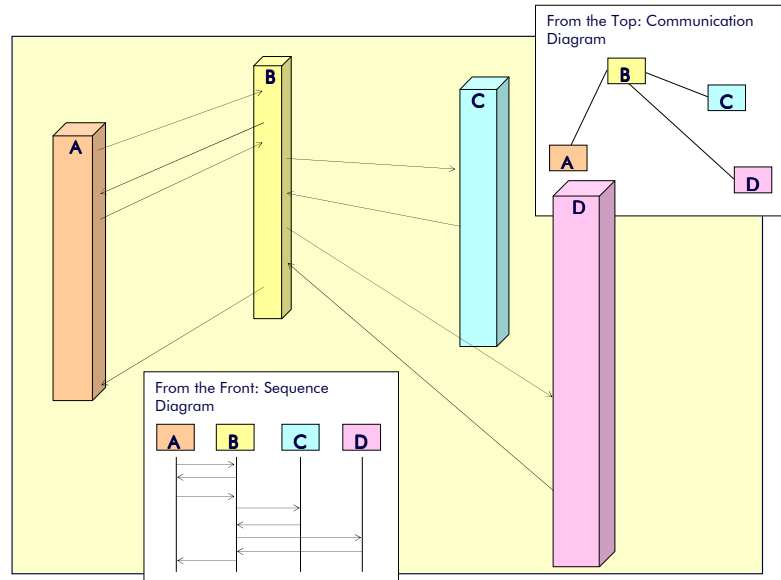 From the Top: Communication
Diagram
B
C
A
D
A
B
C
D
From the Front: Sequence
Diagram
A B C D